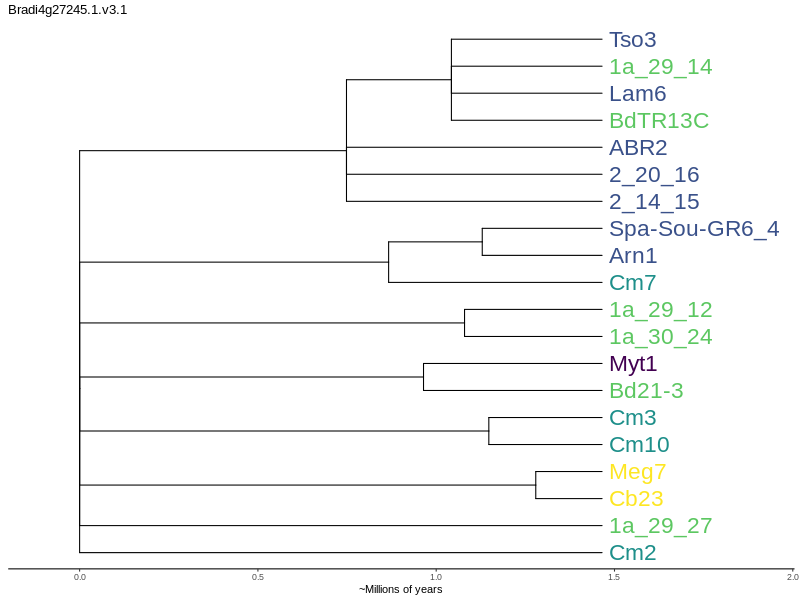 Bradi4g27245.1.v3.1
Tso3
1a_29_14
Lam6
BdTR13C
ABR2
2_20_16
2_14_15
Spa-Sou-GR6_4
Arn1
Cm7
1a_29_12
1a_30_24
Myt1
Bd21-3
Cm3
Cm10
Meg7
Cb23
1a_29_27
Cm2
0.0 0.5 1.0 1.5 2.0
~Millions of years